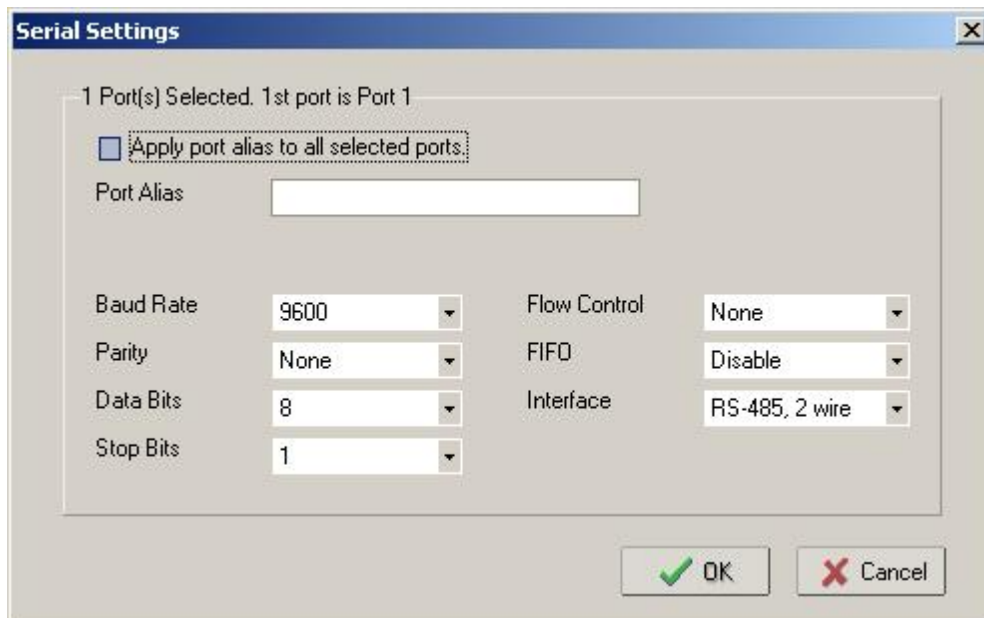 Serial Settings
1 Port(s) Selected. 1st port is Port 1
Apply port alias to all selected ports.
Port Alias
Baud Rate 9600 Flow Control None
Parity None FIFO Disable
Data Bits 8 Interface RS-485, 2 wire
Stop Bits 1
OK Cancel